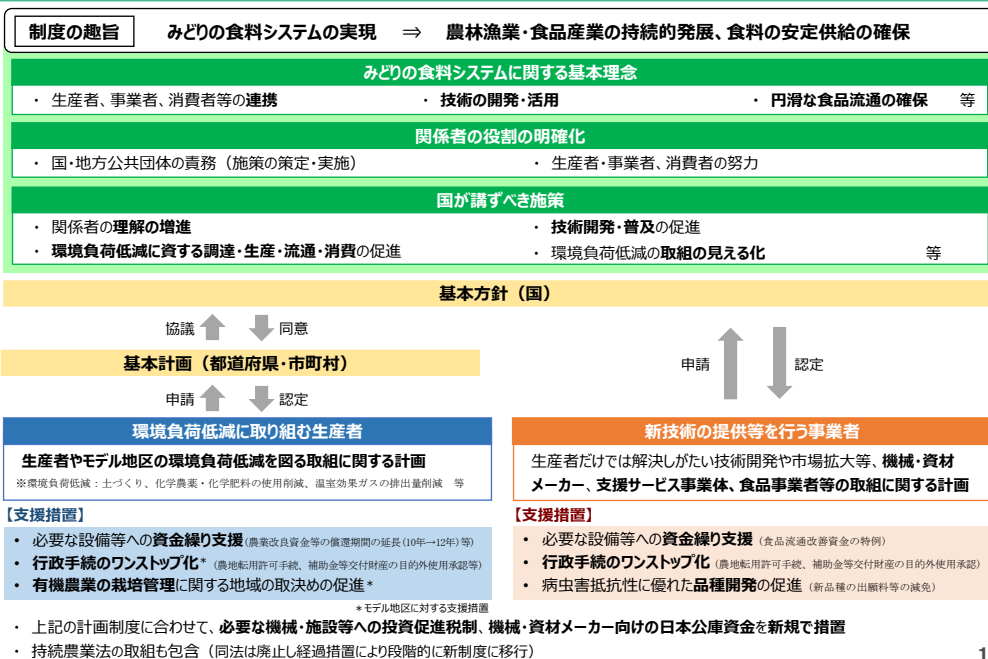 制度の趣旨 みどりの食料システムの実現 ⇒ 農林漁業・食品産業の持続的発展、食料の安定供給の確保
みどりの食料システムに関する基本理念
・ 生産者、事業者、消費者等の連携 ・ 技術の開発・活用 ・ 円滑な食品流通の確保 等
関係者の役割の明確化
・ 国・地方公共団体の責務（施策の策定・実施） ・ 生産者・事業者、消費者の努力
国が講ずべき施策
・ 関係者の理解の増進 ・ 技術開発・普及の促進
・ 環境負荷低減に資する調達・生産・流通・消費の促進 ・ 環境負荷低減の取組の見える化 等
基本方針（国）
協議 同意
基本計画（都道府県・市町村）
申請 認定
申請 認定
環境負荷低減に取り組む生産者
生産者やモデル地区の環境負荷低減を図る取組に関する計画
※環境負荷低減：土づくり、化学農薬・化学肥料の使用削減、温室効果ガスの排出量削減 等
【支援措置】
• 必要な設備等への資金繰り支援（農業改良資金等の償還期間の延長(10年→12年)等）
• 行政手続のワンストップ化*（農地転用許可手続、補助金等交付財産の目的外使用承認等）
• 有機農業の栽培管理に関する地域の取決めの促進*
*モデル地区に対する支援措置
新技術の提供等を行う事業者
生産者だけでは解決しがたい技術開発や市場拡大等、機械・資材
メーカー、支援サービス事業体、食品事業者等の取組に関する計画
【支援措置】
• 必要な設備等への資金繰り支援（食品流通改善資金の特例）
• 行政手続のワンストップ化（農地転用許可手続、補助金等交付財産の目的外使用承認）
• 病虫害抵抗性に優れた品種開発の促進（新品種の出願料等の減免）
・ 上記の計画制度に合わせて、必要な機械・施設等への投資促進税制、機械・資材メーカー向けの日本公庫資金を新規で措置
・ 持続農業法の取組も包含（同法は廃止し経過措置により段階的に新制度に移行）
1